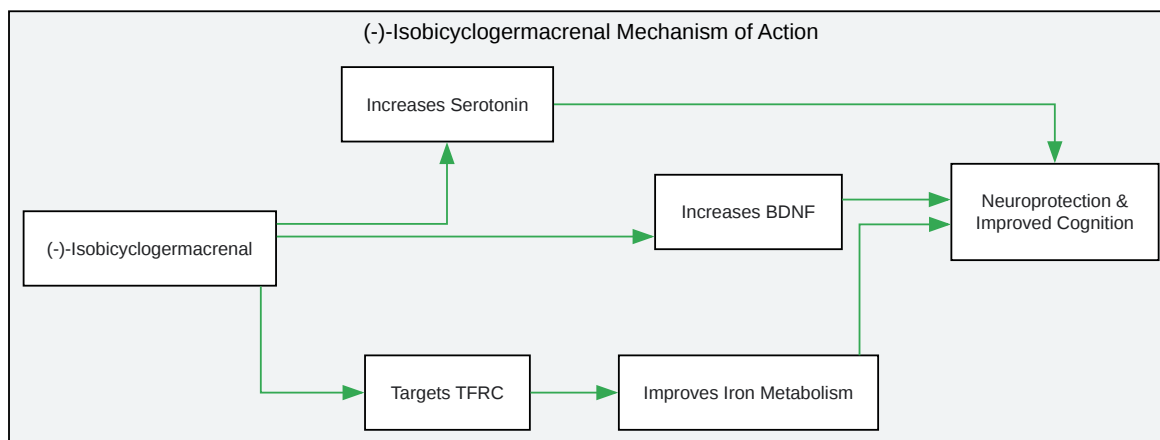 (-)-Isobicyclogermacrenal Mechanism of Action
Increases Serotonin
Increases BDNF
Neuroprotection &
Improved Cognition
(-)-Isobicyclogermacrenal
Targets TFRC
Improves Iron Metabolism